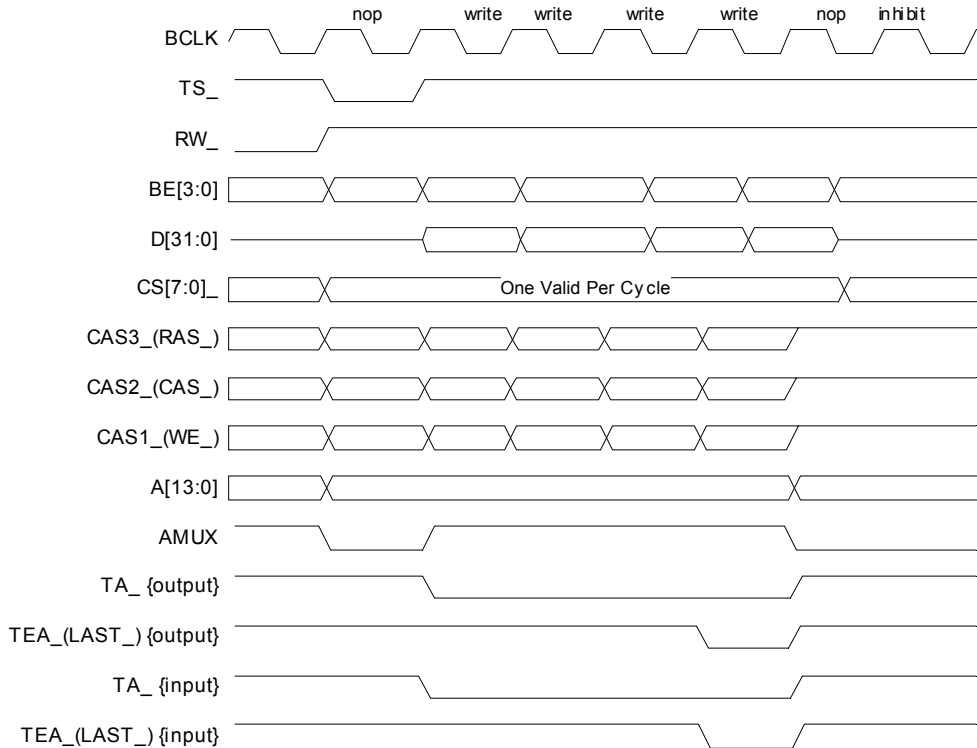 nop write write write write nop inhibit
BCLK
TS_
RW_
BE[3:0]
D[31:0]
CS[7:0]_ One Valid Per Cycle
CAS3_(RAS_)
CAS2_(CAS_)
CAS1_(WE_)
A[13:0]
AMUX
TA_ {output}
TEA_(LAST_) {output}
TA_ {input}
TEA_(LAST_) {input}